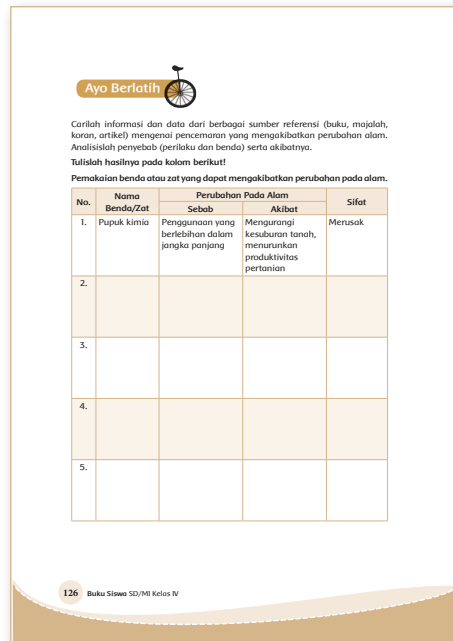 Ayo Berlatih
Carilah informasi dan data dari berbagai sumber referensi (buku, majalah,
koran, artikel) mengenai pencemaran yang mengakibatkan perubahan alam.
Analisislah penyebab (perilaku dan benda) serta akibatnya.
Tulislah hasilnya pada kolom berikut!
Pemakaian benda atau zat yang dapat mengakibatkan perubahan pada alam.
No. Nama Benda/Zat Perubahan Pada Alam Sifat
Sebab Akibat
1. Pupuk kimia Penggunaan yang Mengurangi Merusak
berlebihan dalam kesuburan tanah,
jangka panjang menurunkan
produktivitas
pertanian
2.
3.
4.
5.
126 Buku Siswa SD/MI Kelas IV